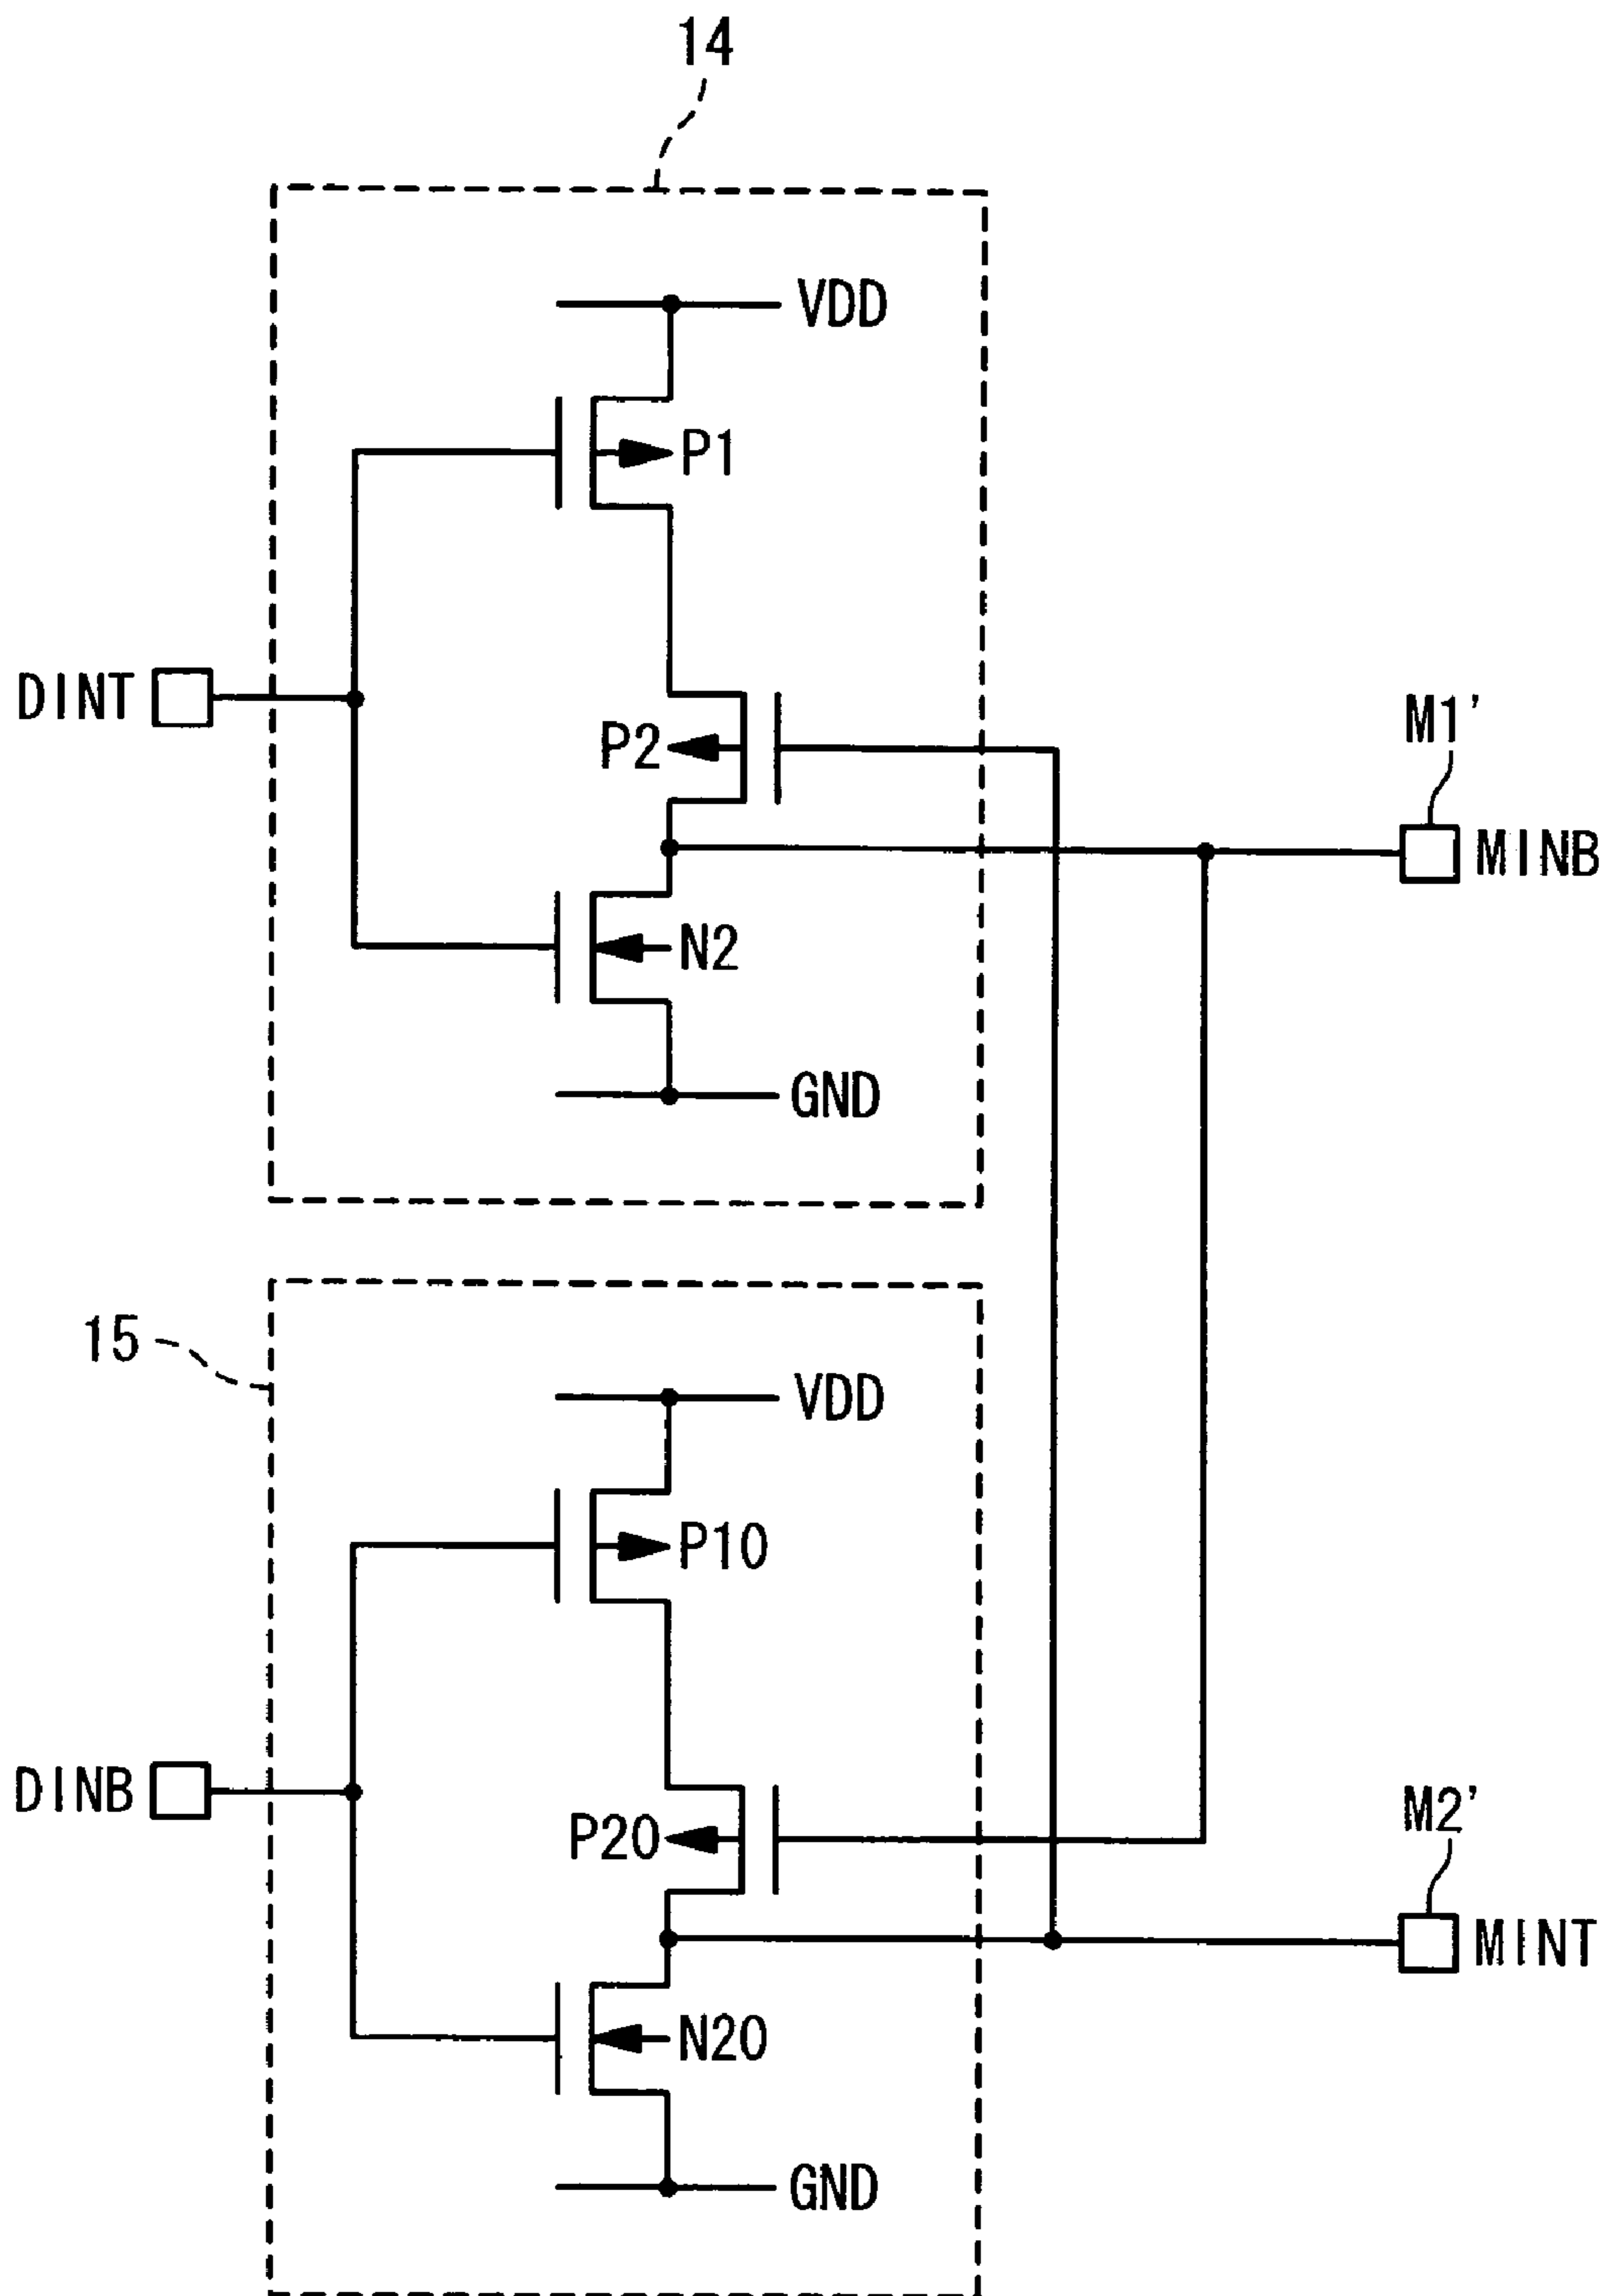 14
VDD
P1
DINT
P2
M1'
MINB
N2
GND
15
VDD
P10
DINB
P20
M2'
MINT
N20
GND